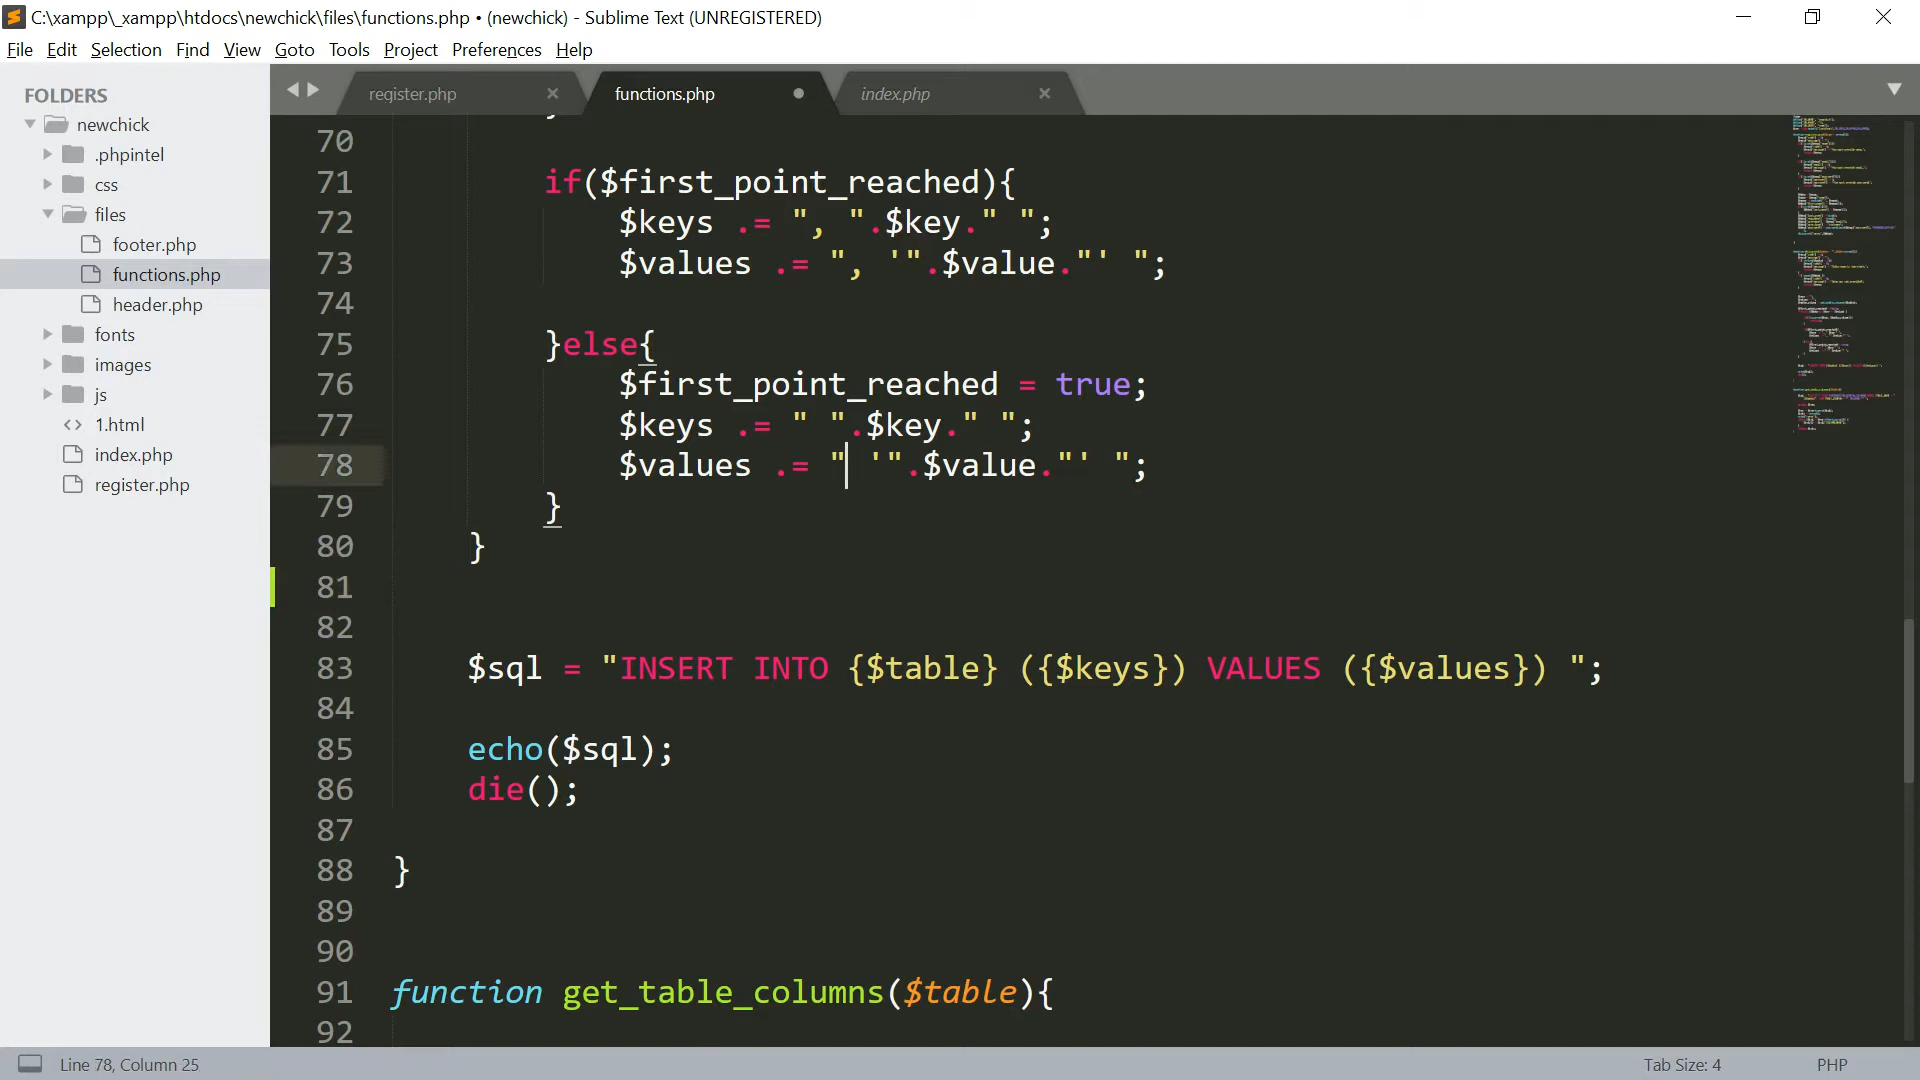 C:\xampp\_xampp\htdocs\newchick\files\functions.php • (newchick) - Sublime Text (UNREGISTERED)
File Edit Selection Find View Goto Tools Project Preferences Help
FOLDERS
newchick
.phpintel
css
files
footer.php
functions.php
header.php
fonts
images
js
1.html
index.php
register.php
register.php functions.php index.php
70
71 if($first_point_reached){
72 $keys .= ", ".$key." ";
73 $values .= ", '".$value."' ";
74
75 }else{
76 $first_point_reached = true;
77 $keys .= " ".$key." ";
78 $values .= " '".$value."' ";
79 }
80 }
81
82
83 $sql = "INSERT INTO {$table} ({$keys}) VALUES ({$values}) ";
84
85 echo($sql);
86 die();
87
88 }
89
90
91 function get_table_columns($table){
92
Line 78, Column 25
Tab Size: 4
PHP